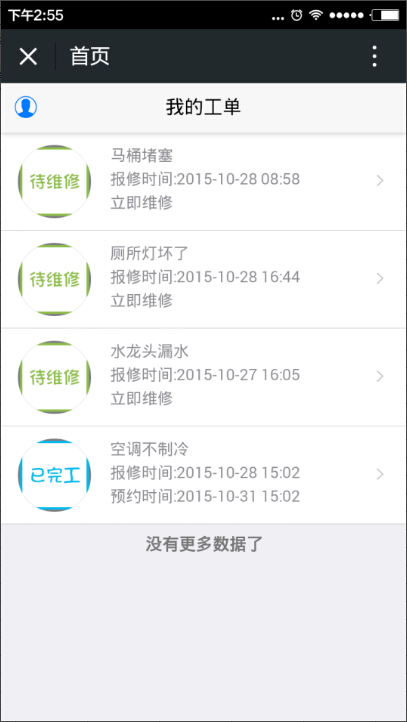 下午2:55
首页
我的工单
待维修
马桶堵塞
报修时间:2015-10-28 08:58
立即维修
待维修
厕所灯坏了
报修时间:2015-10-28 16:44
立即维修
待维修
水龙头漏水
报修时间:2015-10-27 16:05
立即维修
已完工
空调不制冷
报修时间:2015-10-28 15:02
预约时间:2015-10-31 15:02
没有更多数据了